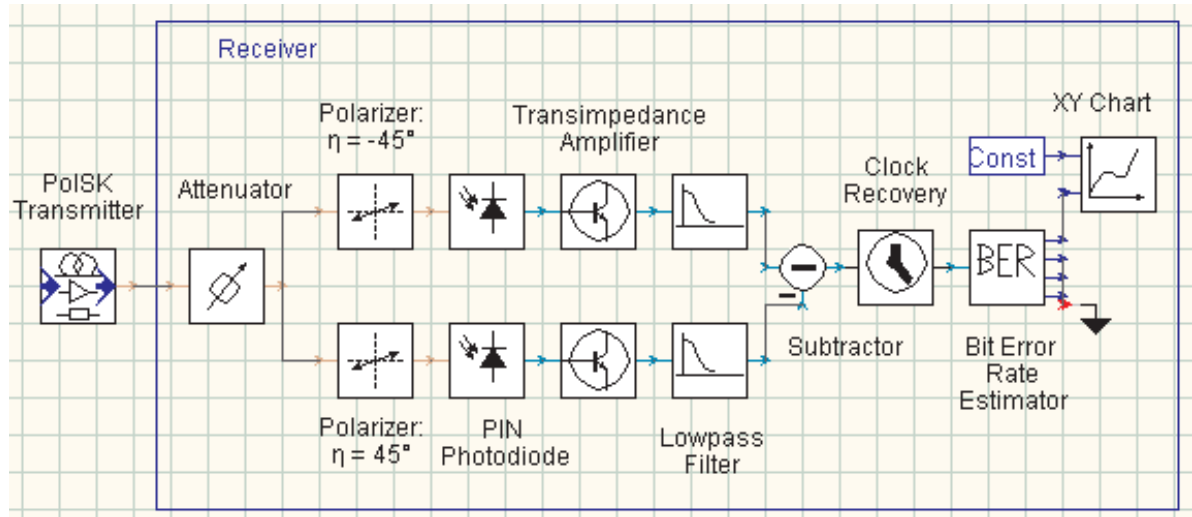 Receiver
Polarizer:
η = -45°
Transimpedance
Amplifier
XY Chart
PolSK
Transmitter
Attenuator
Clock
Recovery
Const
BER
Subtractor
Bit Error
Rate
Estimator
Polarizer:
η = 45°
PIN
Photodiode
Lowpass
Filter